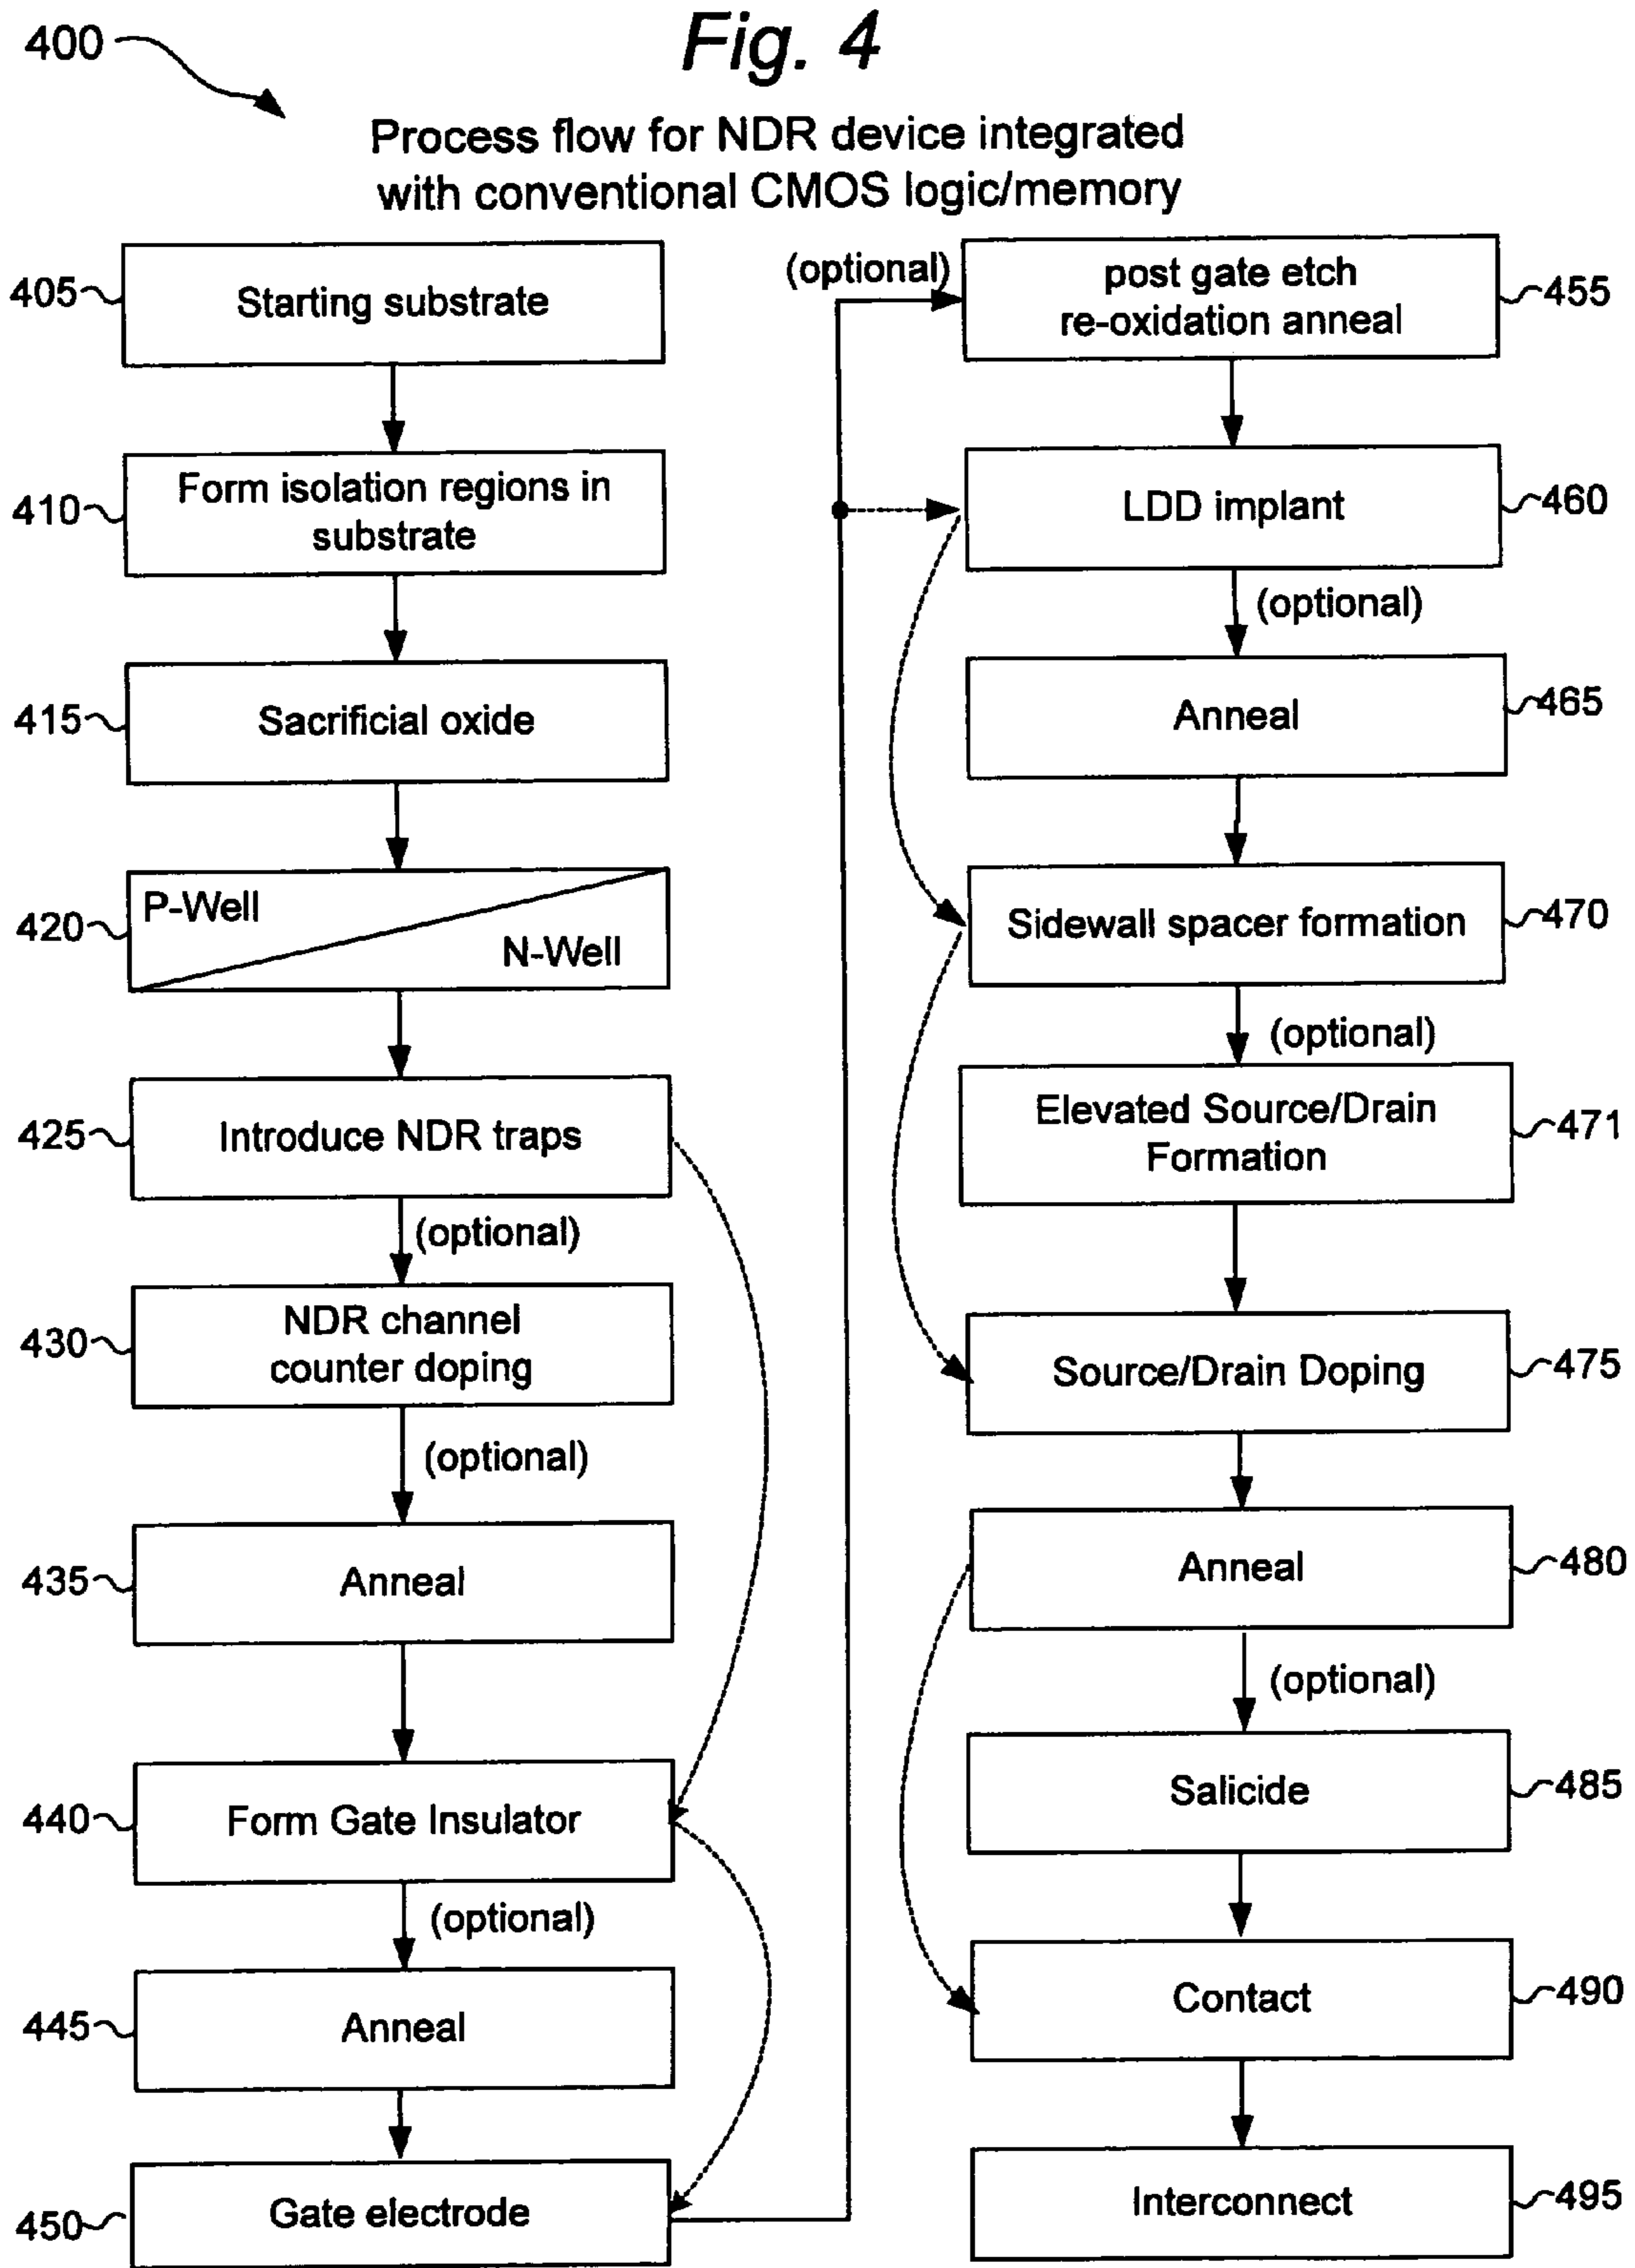 Fig. 4
400
Process flow for NDR device integrated
with conventional CMOS logic/memory
405
Starting substrate
410
Form isolation regions in
substrate
415
Sacrificial oxide
420
P-Well
N-Well
425
Introduce NDR traps
(optional)
430
NDR channel
counter doping
(optional)
435
Anneal
440
Form Gate Insulator
(optional)
445
Anneal
450
Gate electrode
(optional)
post gate etch
re-oxidation anneal
455
LDD implant
460
(optional)
Anneal
465
Sidewall spacer formation
470
(optional)
Elevated Source/Drain
Formation
471
Source/Drain Doping
475
Anneal
480
(optional)
Salicide
485
Contact
490
Interconnect
495